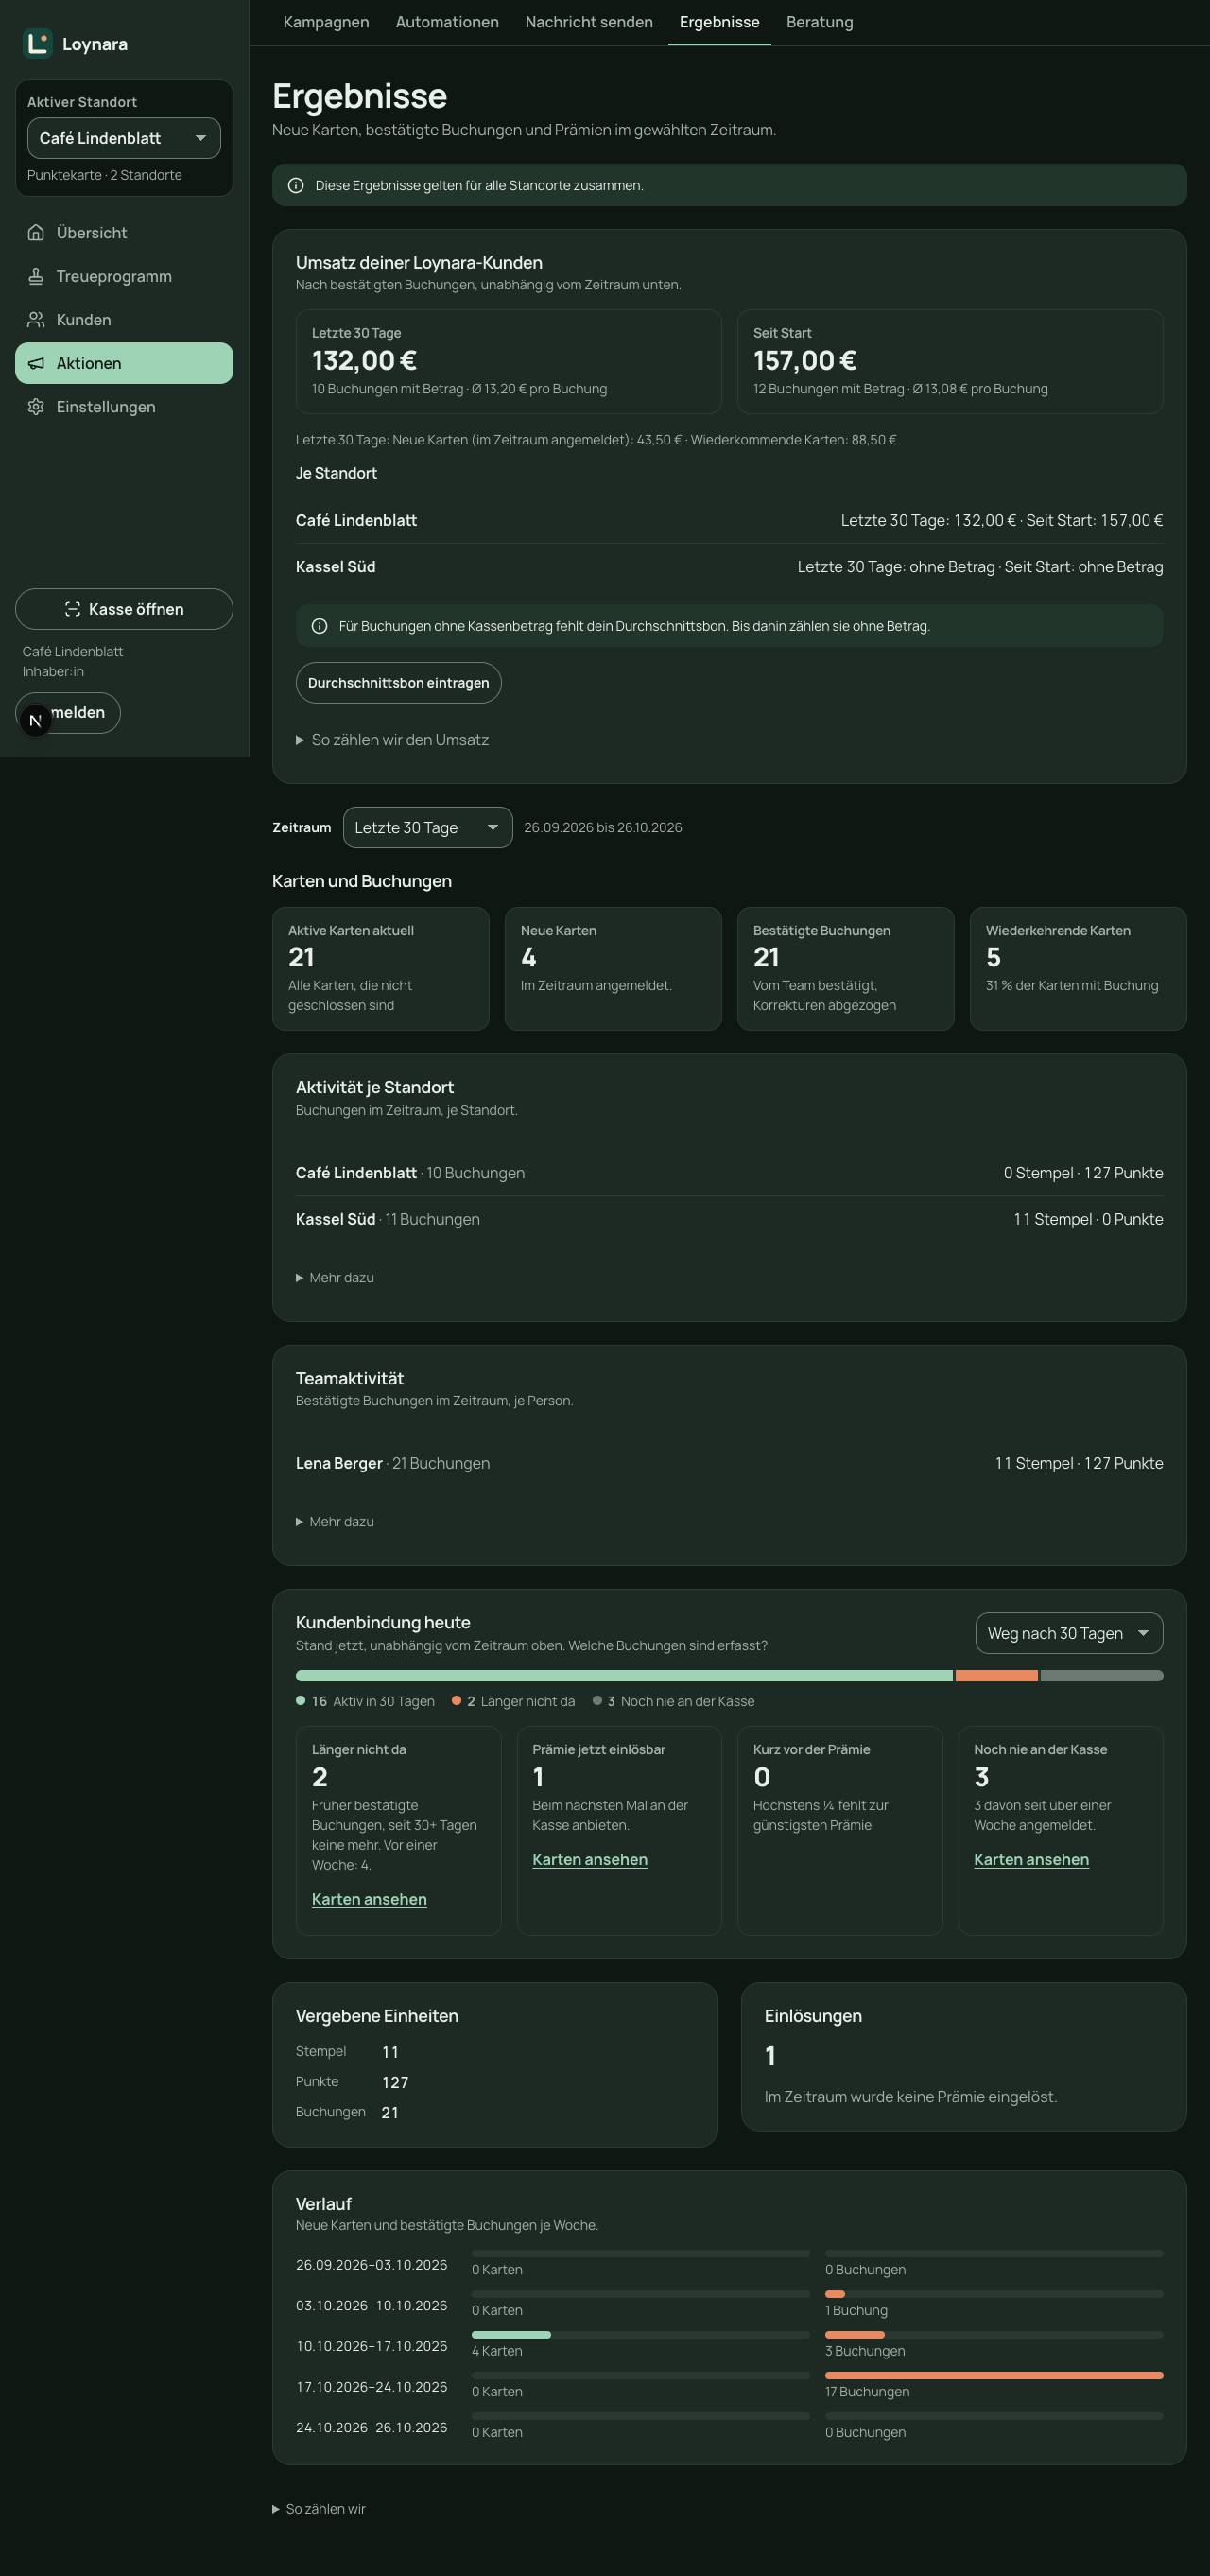 Loynara
Aktiver Standort
Café Lindenblatt
Punktekarte · 2 Standorte
Übersicht
Treueprogramm
Kunden
Aktionen
Einstellungen
Kasse öffnen
Café Lindenblatt
Inhaber:in
N
melden
Kampagnen Automationen Nachricht senden Ergebnisse Beratung
Ergebnisse
Neue Karten, bestätigte Buchungen und Prämien im gewählten Zeitraum.
Diese Ergebnisse gelten für alle Standorte zusammen.
Umsatz deiner Loynara-Kunden
Nach bestätigten Buchungen, unabhängig vom Zeitraum unten.
Letzte 30 Tage
132,00 €
10 Buchungen mit Betrag · Ø 13,20 € pro Buchung
Seit Start
157,00 €
12 Buchungen mit Betrag · Ø 13,08 € pro Buchung
Letzte 30 Tage: Neue Karten (im Zeitraum angemeldet): 43,50 € · Wiederkommende Karten: 88,50 €
Je Standort
Café Lindenblatt Letzte 30 Tage: 132,00 € · Seit Start: 157,00 €
Kassel Süd Letzte 30 Tage: ohne Betrag · Seit Start: ohne Betrag
Für Buchungen ohne Kassenbetrag fehlt dein Durchschnittsbon. Bis dahin zählen sie ohne Betrag.
Durchschnittsbon eintragen
So zählen wir den Umsatz
Zeitraum Letzte 30 Tage 26.09.2026 bis 26.10.2026
Karten und Buchungen
Aktive Karten aktuell
21
Alle Karten, die nicht
geschlossen sind
Neue Karten
4
Im Zeitraum angemeldet.
Bestätigte Buchungen
21
Vom Team bestätigt,
Korrekturen abgezogen
Wiederkehrende Karten
5
31 % der Karten mit Buchung
Aktivität je Standort
Buchungen im Zeitraum, je Standort.
Café Lindenblatt · 10 Buchungen 0 Stempel · 127 Punkte
Kassel Süd · 11 Buchungen 11 Stempel · 0 Punkte
Mehr dazu
Teamaktivität
Bestätigte Buchungen im Zeitraum, je Person.
Lena Berger · 21 Buchungen 11 Stempel · 127 Punkte
Mehr dazu
Kundenbindung heute
Stand jetzt, unabhängig vom Zeitraum oben. Welche Buchungen sind erfasst?
Weg nach 30 Tagen
16 Aktiv in 30 Tagen 2 Länger nicht da 3 Noch nie an der Kasse
Länger nicht da
2
Früher bestätigte
Buchungen, seit 30+ Tagen
keine mehr. Vor einer
Woche: 4.
Karten ansehen
Prämie jetzt einlösbar
1
Beim nächsten Mal an der
Kasse anbieten.
Karten ansehen
Kurz vor der Prämie
0
Höchstens ¼ fehlt zur
günstigsten Prämie
Noch nie an der Kasse
3
3 davon seit über einer
Woche angemeldet.
Karten ansehen
Vergebene Einheiten
Stempel 11
Punkte 127
Buchungen 21
Einlösungen
1
Im Zeitraum wurde keine Prämie eingelöst.
Verlauf
Neue Karten und bestätigte Buchungen je Woche.
26.09.2026–03.10.2026 0 Karten 0 Buchungen
03.10.2026–10.10.2026 0 Karten 1 Buchung
10.10.2026–17.10.2026 4 Karten 3 Buchungen
17.10.2026–24.10.2026 0 Karten 17 Buchungen
24.10.2026–26.10.2026 0 Karten 0 Buchungen
So zählen wir